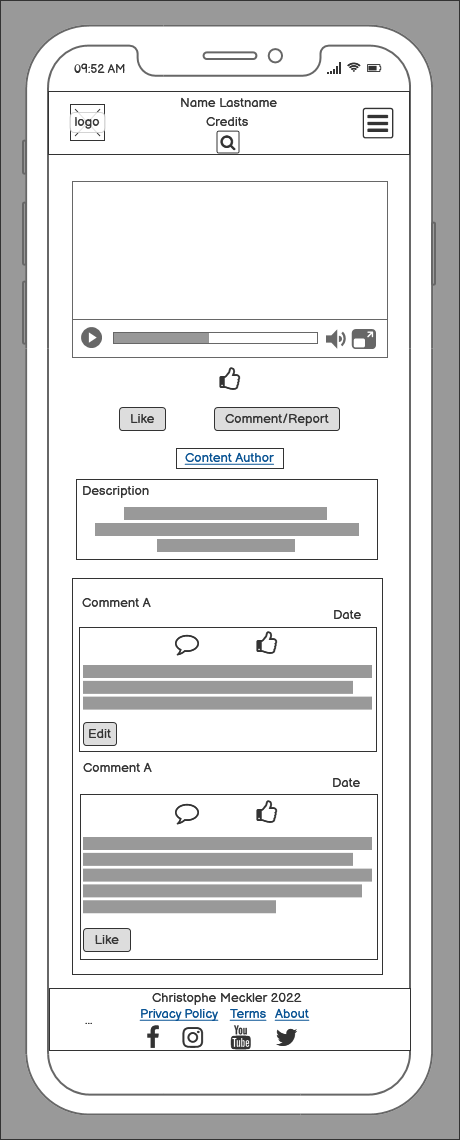 09:52 AM
Name Lastname
logo
Credits
Like
Comment/Report
Content Author
Description
Comment A
Date
Edit
Comment A
Date
Like
Christophe Meckler 2022
Privacy Policy Terms About
...
You
Tube